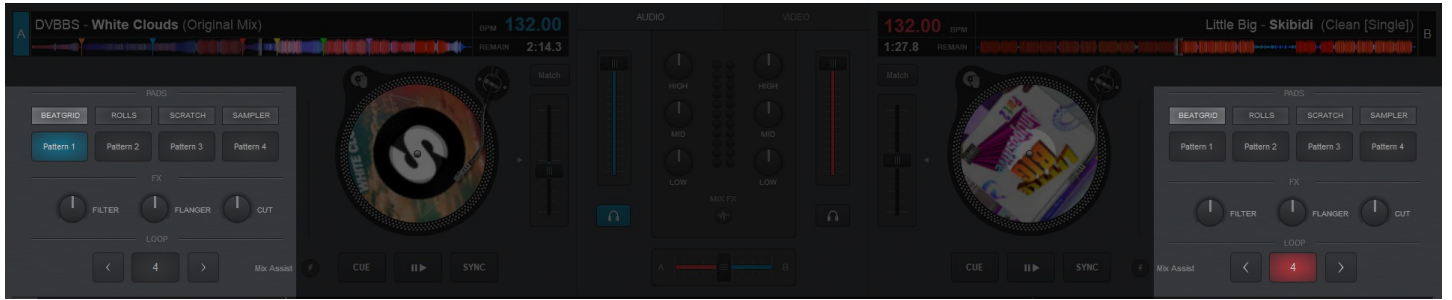 A DVBBS - White Clouds (Original Mix) BPM 132.00
REMAIN 2:14.3
AUDIO VIDEO
132.00 BPM Little Big - Skibidi (Clean [Single]) B
1:27.8 REMAIN
PADS
BEATGRID ROLLS SCRATCH SAMPLER
Pattern 1 Pattern 2 Pattern 3 Pattern 4
FX
FILTER FLANGER CUT
LOOP
< 4 >
Mix Assist F
Match
WHITE CLO
CUE SYNC
HIGH HIGH
MID MID
LOW LOW
MIX FX
A B
Match
BIG
CUE SYNC
PADS
BEATGRID ROLLS SCRATCH SAMPLER
Pattern 1 Pattern 2 Pattern 3 Pattern 4
FX
FILTER FLANGER CUT
LOOP
F Mix Assist < 4 >